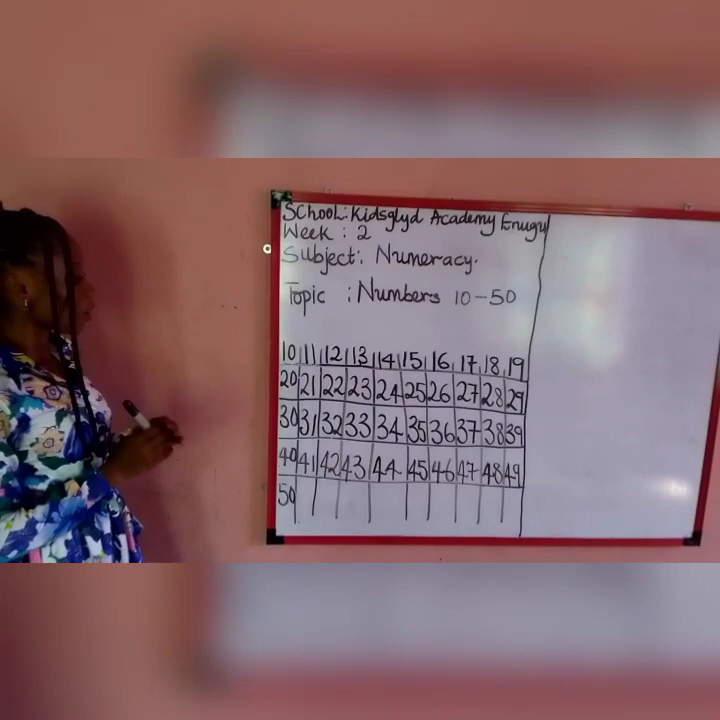 School: Kidsglyd Academy Enugu
Week : 2
Subject: Numeracy.
Topic : Numbers 10-50
10 11 12 13 14 15 16 17 18 19
20 21 22 23 24 25 26 27 28 29
30 31 32 33 34 35 36 37 38 39
40 41 42 43 44 45 46 47 48 49
50